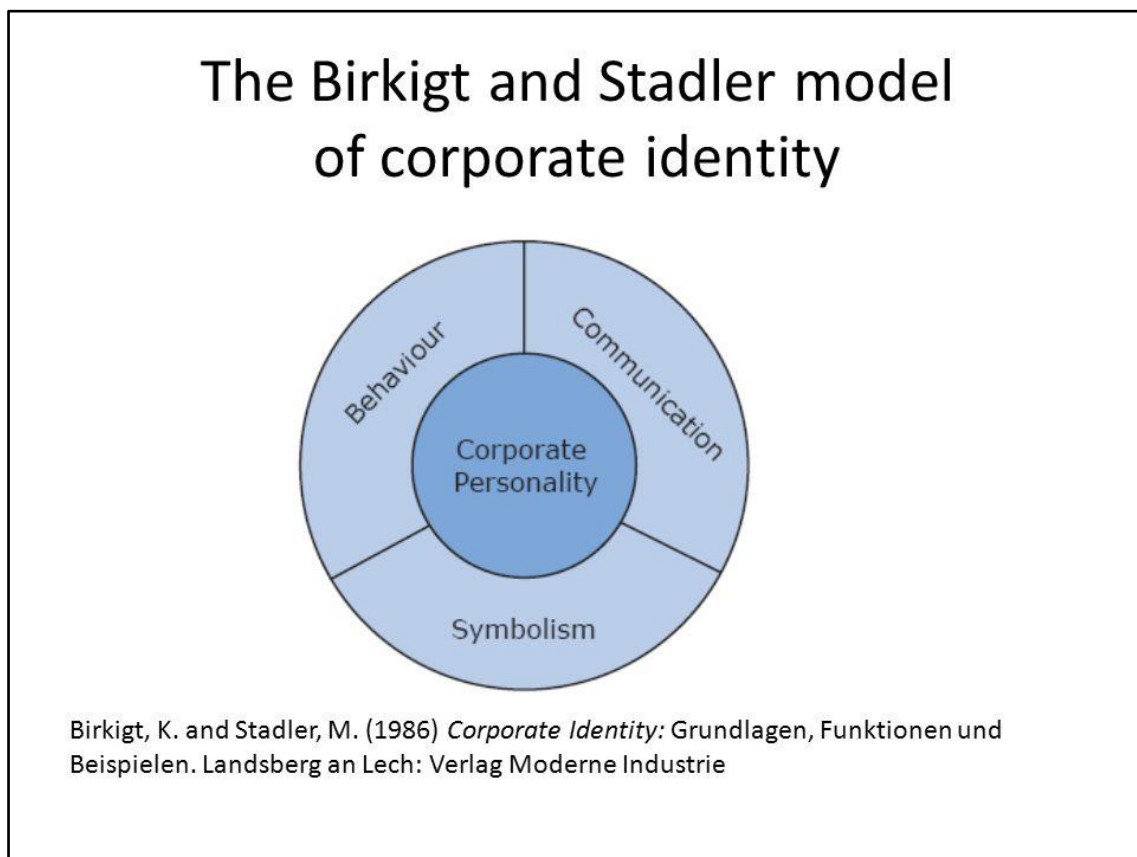 The Birkigt and Stadler model
of corporate identity
Behaviour
Communication
Corporate
Personality
Symbolism
Birkigt, K. and Stadler, M. (1986) Corporate Identity: Grundlagen, Funktionen und
Beispielen. Landsberg an Lech: Verlag Moderne Industrie